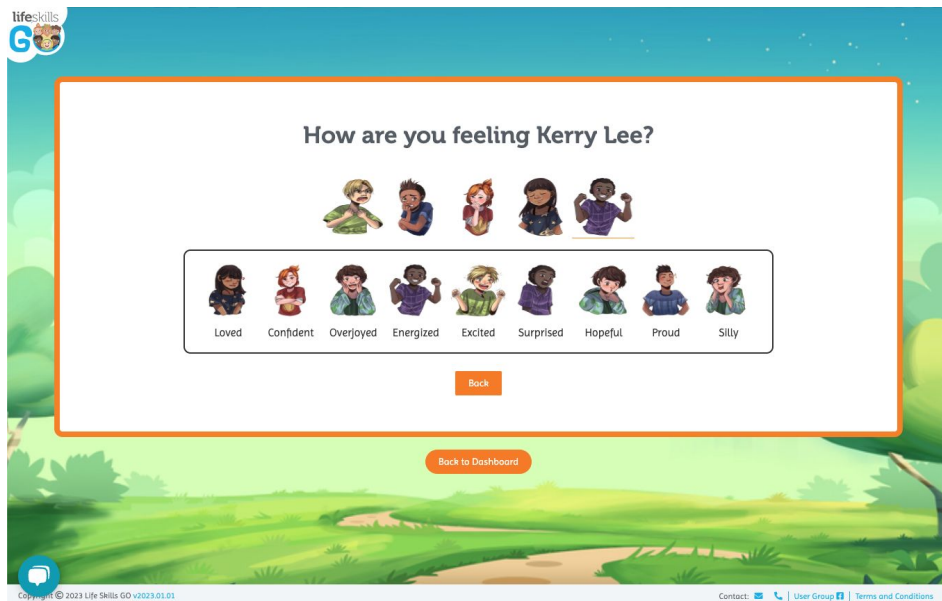 lifeskills
GO
How are you feeling Kerry Lee?
Loved Confident Overjoyed Energized Excited Surprised Hopeful Proud Silly
Back
Back to Dashboard
Copyright © 2023 Life Skills GO v2023.01.01 Contact: | User Group | Terms and Conditions